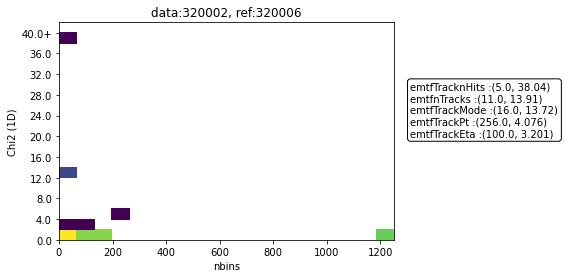 data:320002, ref:320006
40.0+
36.0
32.0
28.0
24.0
20.0
16.0
12.0
8.0
4.0
0.0
Chi2 (1D)
0 200 400 600 800 1000 1200
nbins
emtfTracknHits :(5.0, 38.04)
emtfnTracks :(11.0, 13.91)
emtfTrackMode :(16.0, 13.72)
emtfTrackPt :(256.0, 4.076)
emtfTrackEta :(100.0, 3.201)